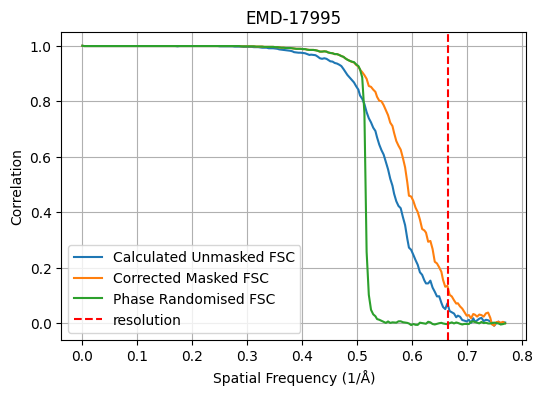 EMD-17995
1.0
0.8
0.6
0.4
0.2
0.0
Correlation
Calculated Unmasked FSC
Corrected Masked FSC
Phase Randomised FSC
resolution
0.0 0.1 0.2 0.3 0.4 0.5 0.6 0.7 0.8
Spatial Frequency (1/Å)